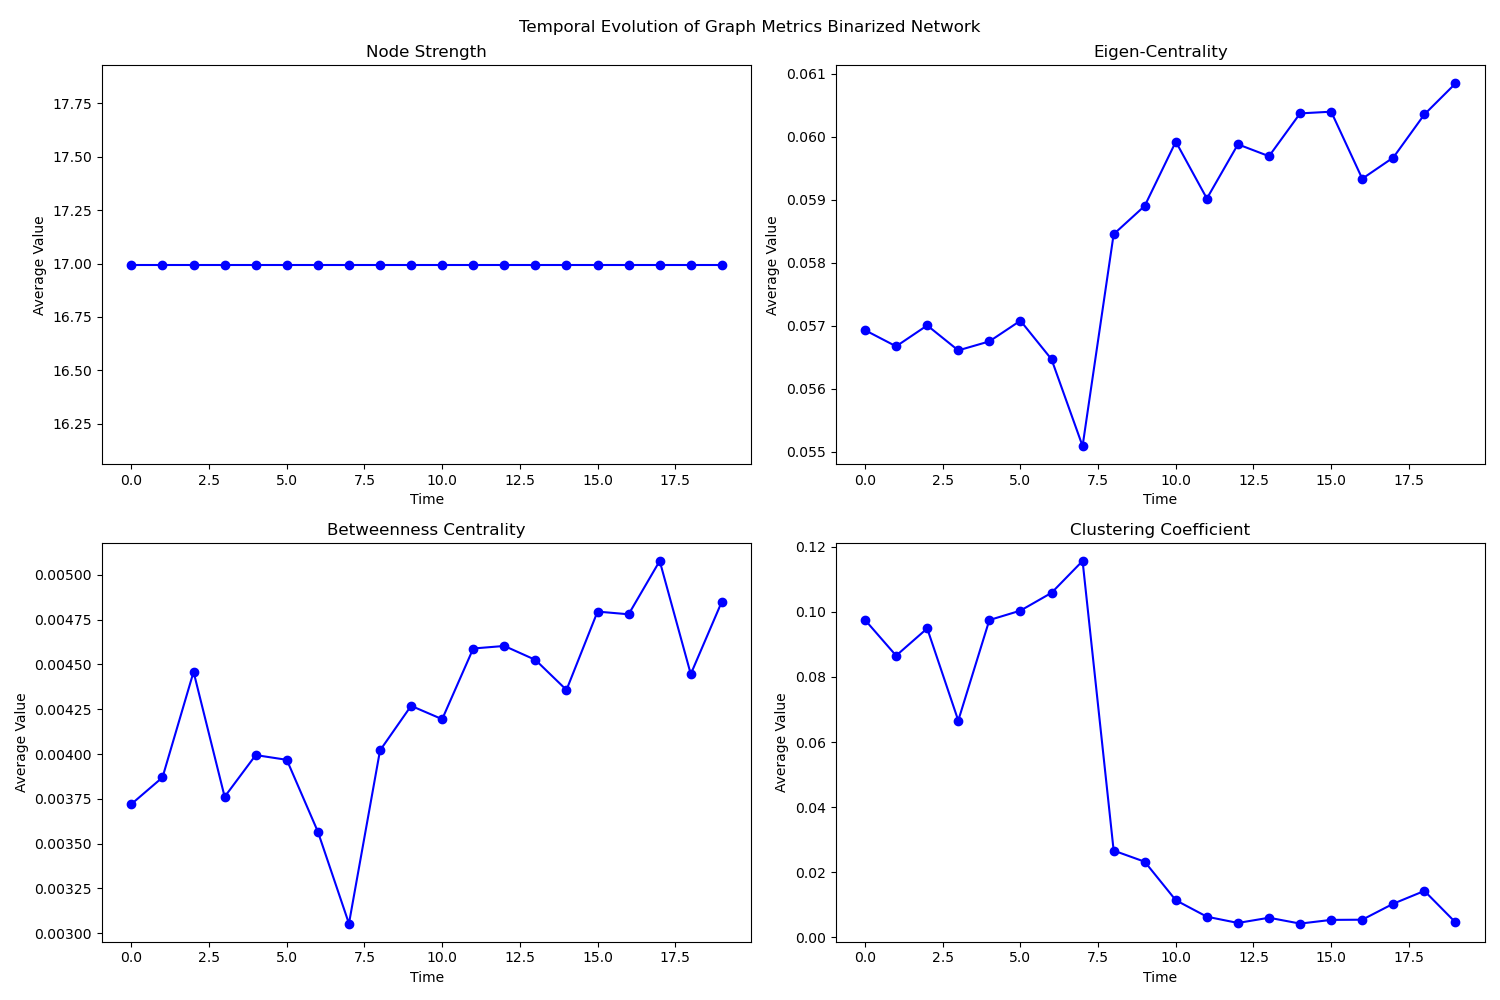 Temporal Evolution of Graph Metrics Binarized Network
Node Strength
Average Value
17.75
17.50
17.25
17.00
16.75
16.50
16.25
0.0 2.5 5.0 7.5 10.0 12.5 15.0 17.5
Time
Eigen-Centrality
Average Value
0.061
0.060
0.059
0.058
0.057
0.056
0.055
0.0 2.5 5.0 7.5 10.0 12.5 15.0 17.5
Time
Betweenness Centrality
Average Value
0.00500
0.00475
0.00450
0.00425
0.00400
0.00375
0.00350
0.00325
0.00300
0.0 2.5 5.0 7.5 10.0 12.5 15.0 17.5
Time
Clustering Coefficient
Average Value
0.12
0.10
0.08
0.06
0.04
0.02
0.00
0.0 2.5 5.0 7.5 10.0 12.5 15.0 17.5
Time